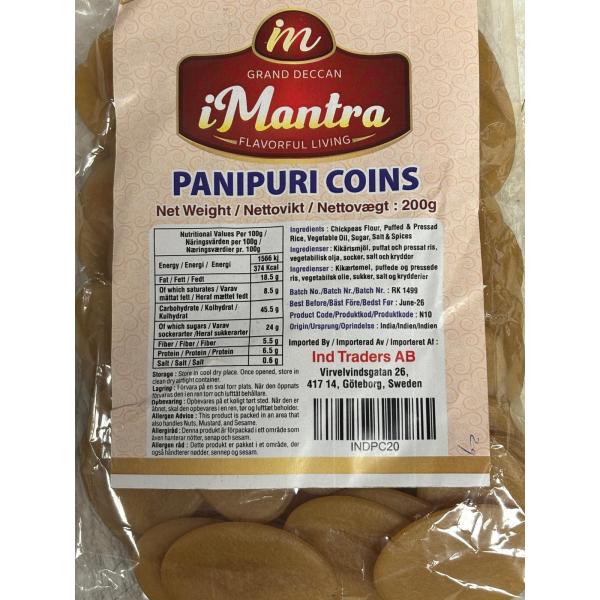 im
GRAND DECCAN
iMantra
FLAVORFUL LIVING
PANIPURI COINS
Net Weight / Nettovikt / Nettovægt : 200g
Nutritional Values Per 100g /
Näringsvärden per 100g /
Næringsværdier pr. 100g
Energy / Energi / Energi 1566 kj
374 Kcal
Fat / Fett / Fedt 18.5 g
Of which saturates / Varav
mättat fett / Heraf mættet fedt 8.5 g
Carbohydrate / Kolhydrat /
Kulhydrat 45.5 g
Of which sugars / Varav
sockerarter /Heraf sukkerarter 24 g
Fiber / Fiber / Fiber 5.5 g
Protein / Protein / Protein 6.5 g
Salt / Salt / Salt 0.6 g
Storage : Store in cool dry place. Once opened, store in
clean dry airtight container.
Lagring : Förvara på en sval torr plats. När den öppnats
förvaras den i en ren torr och lufttät behållare.
Opbevaring : Opbevares på et køligt tørt sted. Når den er
åbnet, skal den opbevares i en ren, tør og lufttæt beholder.
Allergen Advice : This product is packed in an area that
also handles Nuts, Mustard, and Sesame.
Allergiråd : Denna produkt är förpackad i ett område som
även hanterar nötter, senap och sesam.
Allergen råd : Dette produkt er pakket i et område, der
også håndterer nødder, sennep og sesam.
Ingredients : Chickpeas Flour, Puffed & Pressad
Rice, Vegetable Oil, Sugar, Salt & Spices
Ingredienser : Kikärtsmjöl, puffat och pressat ris,
vegetabilisk olja, socker, salt och kryddor
Ingredienser : Kikærtemel, puffede og pressede
ris, vegetabilsk olie, sukker, salt og krydderier
Batch No./Batch Nr./Batch Nr. : RK 1499
Best Before/Bäst Före/Bedst Før : June-26
Product Code/Produktkod/Produktkode : N10
Origin/Ursprung/Oprindelse : India/Indien/Indien
Imported By / Importerad Av / Importeret Af :
Ind Traders AB
Virvelvindsgatan 26,
417 14, Göteborg, Sweden
INDPC20